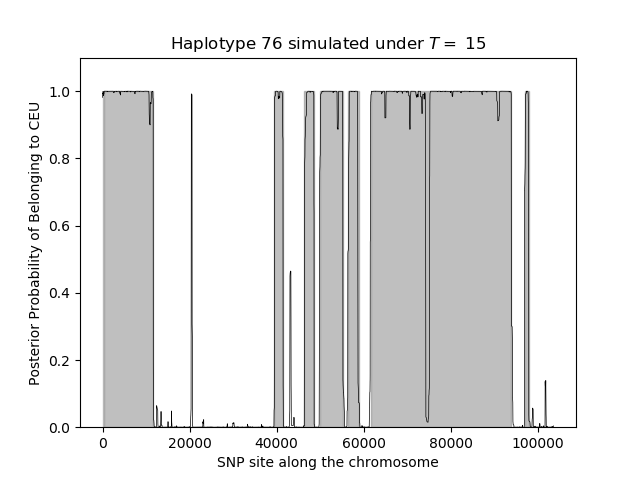 Haplotype 76 simulated under T = 15
Posterior Probability of Belonging to CEU
1.0
0.8
0.6
0.4
0.2
0.0
0 20000 40000 60000 80000 100000
SNP site along the chromosome